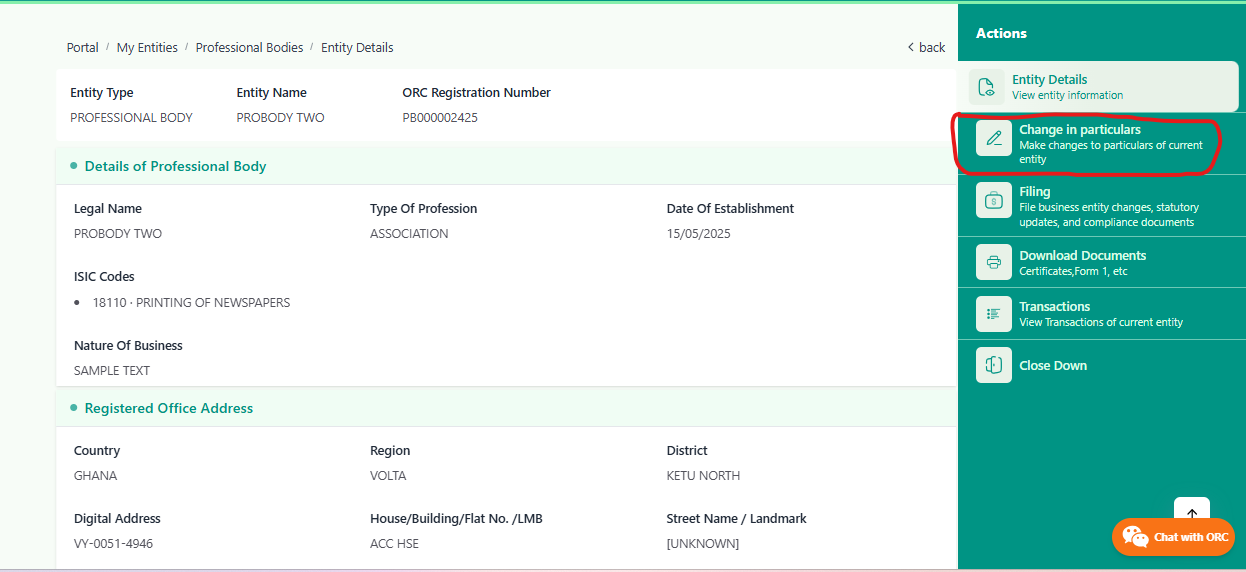 Portal / My Entities / Professional Bodies / Entity Details
back
Entity Type Entity Name ORC Registration Number
PROFESSIONAL BODY PROBODY TWO PB000002425
Details of Professional Body
Legal Name Type Of Profession Date Of Establishment
PROBODY TWO ASSOCIATION 15/05/2025
ISIC Codes
• 18110 · PRINTING OF NEWSPAPERS
Nature Of Business
SAMPLE TEXT
Registered Office Address
Country Region District
GHANA VOLTA KETU NORTH
Digital Address House/Building/Flat No. /LMB Street Name / Landmark
VY-0051-4946 ACC HSE [UNKNOWN]
Actions
Entity Details
View entity information
Change in particulars
Make changes to particulars of current
entity
Filing
File business entity changes, statutory
updates, and compliance documents
Download Documents
Certificates,Form 1, etc
Transactions
View Transactions of current entity
Close Down
Chat with ORC